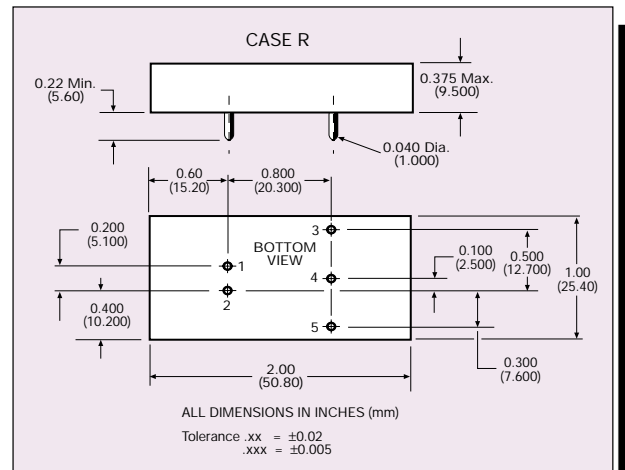 CASE R
0.22 Min.
(5.60)
0.375 Max.
(9.500)
0.040 Dia.
(1.000)
0.60
(15.20)
0.800
(20.300)
0.200
(5.100)
3
BOTTOM
VIEW
1
4
0.100
(2.500)
0.500
(12.700)
1.00
(25.40)
2
0.400
(10.200)
5
0.300
(7.600)
2.00
(50.80)
ALL DIMENSIONS IN INCHES (mm)
Tolerance .xx = ±0.02
.xxx = ±0.005